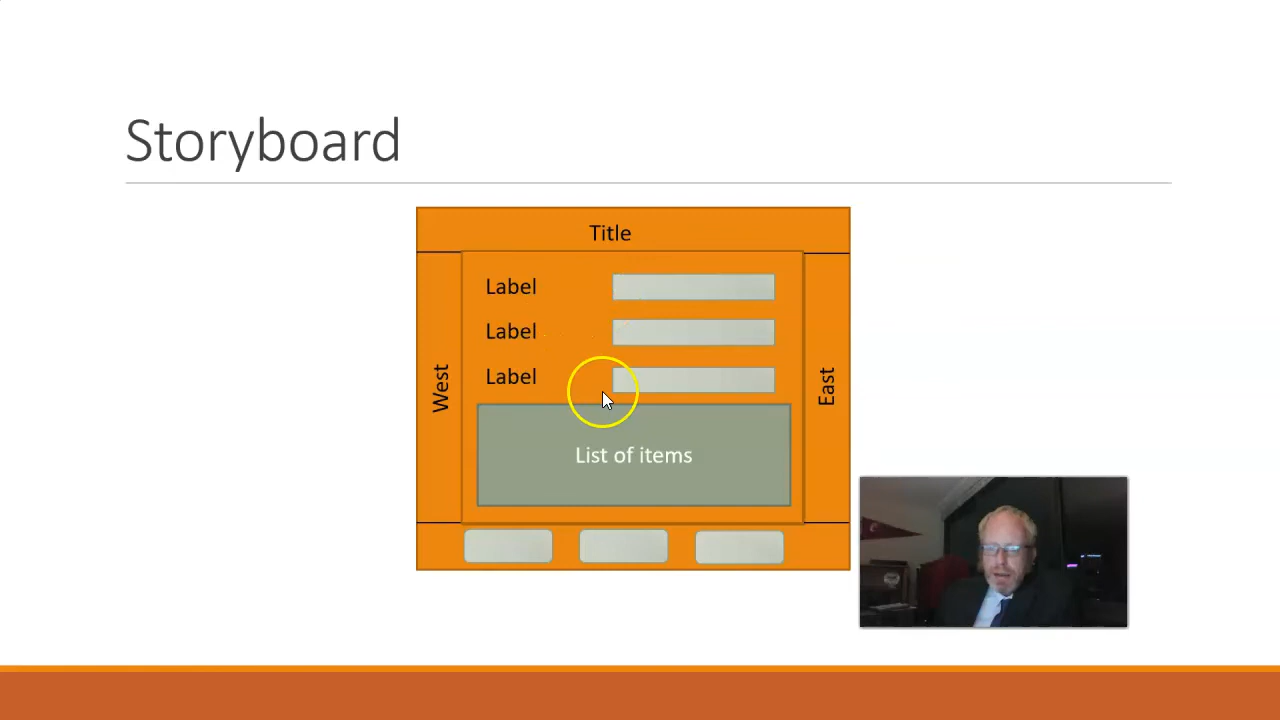 Storyboard
Title
Label
Label
Label
West
East
List of items